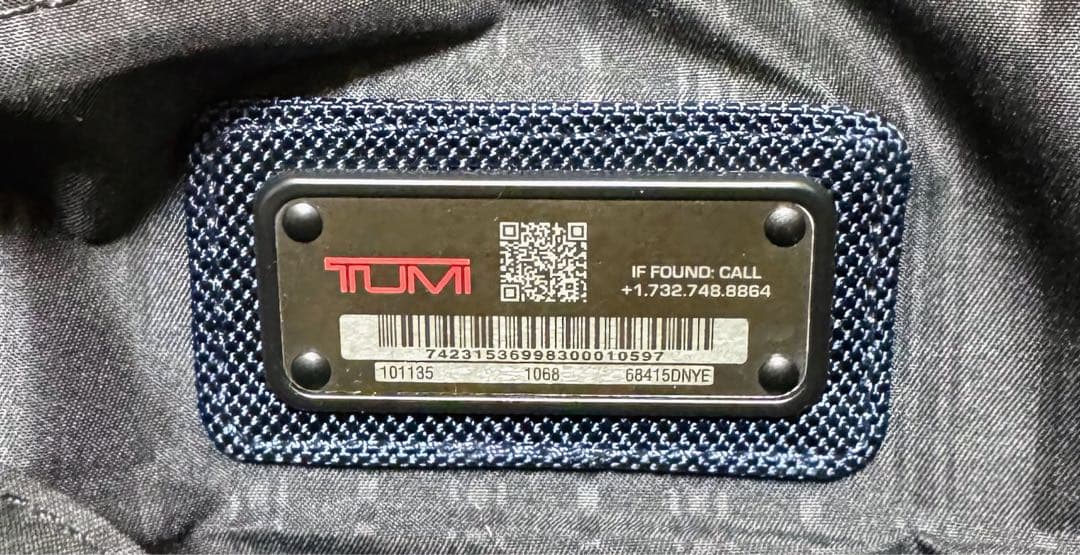 TUMI
IF FOUND: CALL
+1.732.748.8864
74231536998300010597
101135 1068 68415DNYE